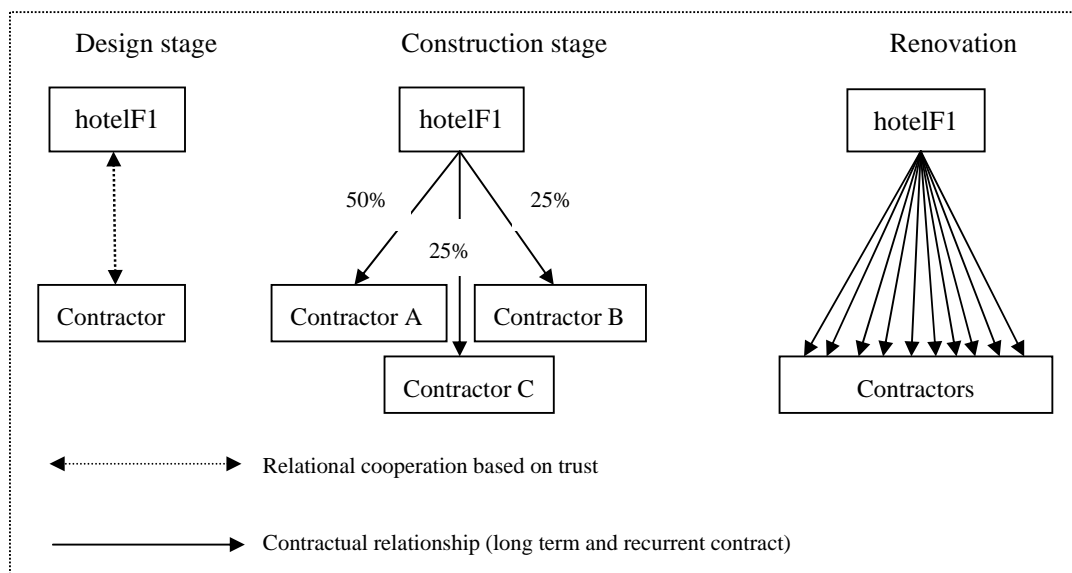 Design stage
Construction stage
Renovation
hotelF1
hotelF1
hotelF1
50%
25%
25%
Contractor
Contractor A
Contractor B
Contractor C
Contractors
Relational cooperation based on trust
Contractual relationship (long term and recurrent contract)